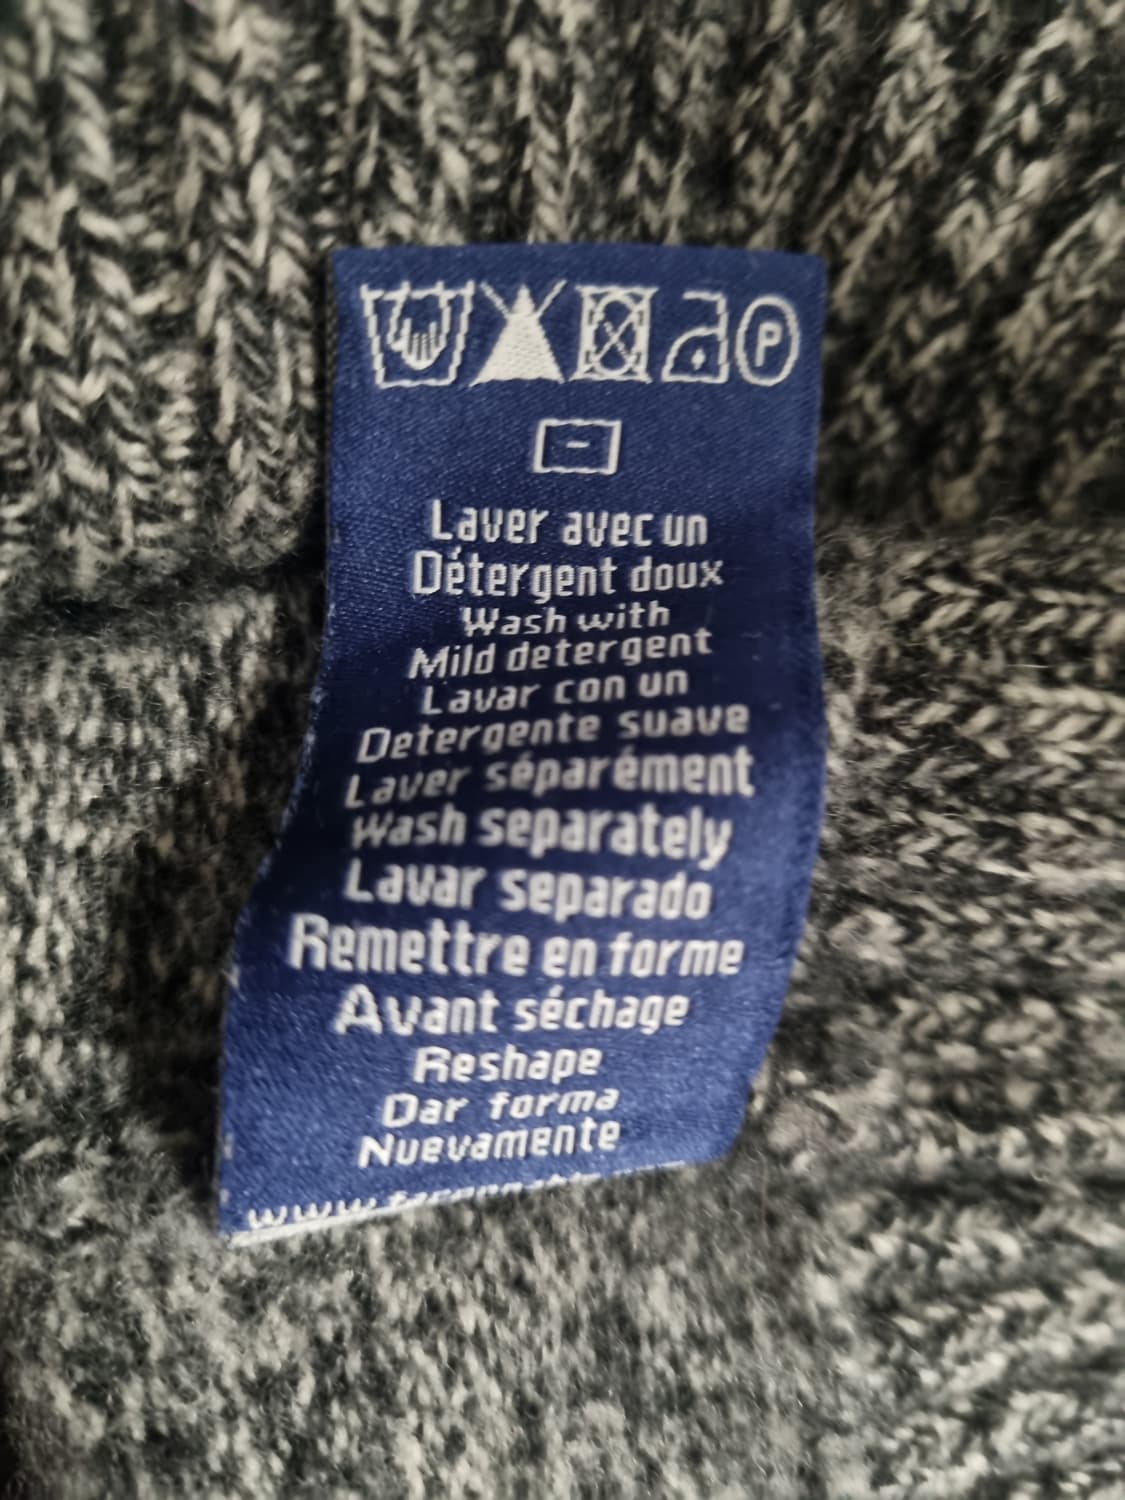 P
Laver avec un
Détergent doux
Wash with
Mild detergent
Lavar con un
Detergente suave
Laver séparément
Wash separately
Lavar separado
Remettre en forme
Avant séchage
Reshape
Dar forma
Nuevamente